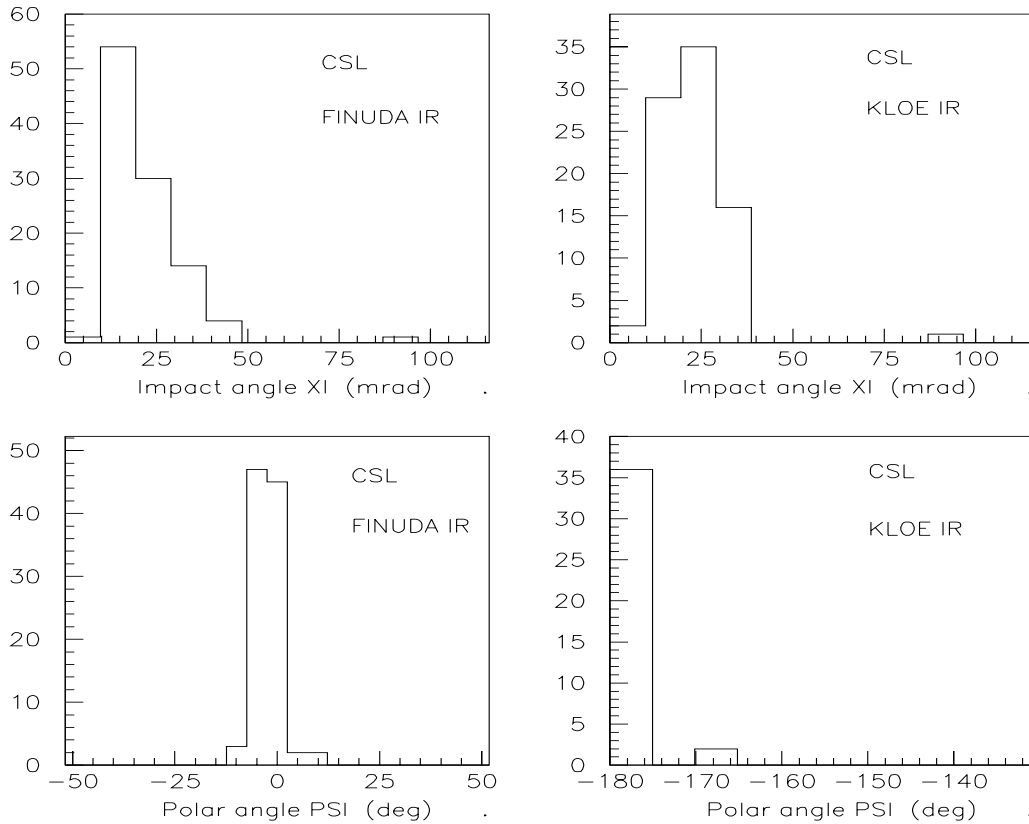 60
50
40
30
20
10
0
CSL
FINUDA IR
0 25 50 75 100
Impact angle XI (mrad) .
35
30
25
20
15
10
5
0
CSL
KLOE IR
0 25 50 75 100
Impact angle XI (mrad) .
50
40
30
20
10
0
CSL
FINUDA IR
−50 −25 0 25 50
Polar angle PSI (deg) .
40
35
30
25
20
15
10
5
0
CSL
KLOE IR
−180 −170 −160 −150 −140
Polar angle PSI (deg) .